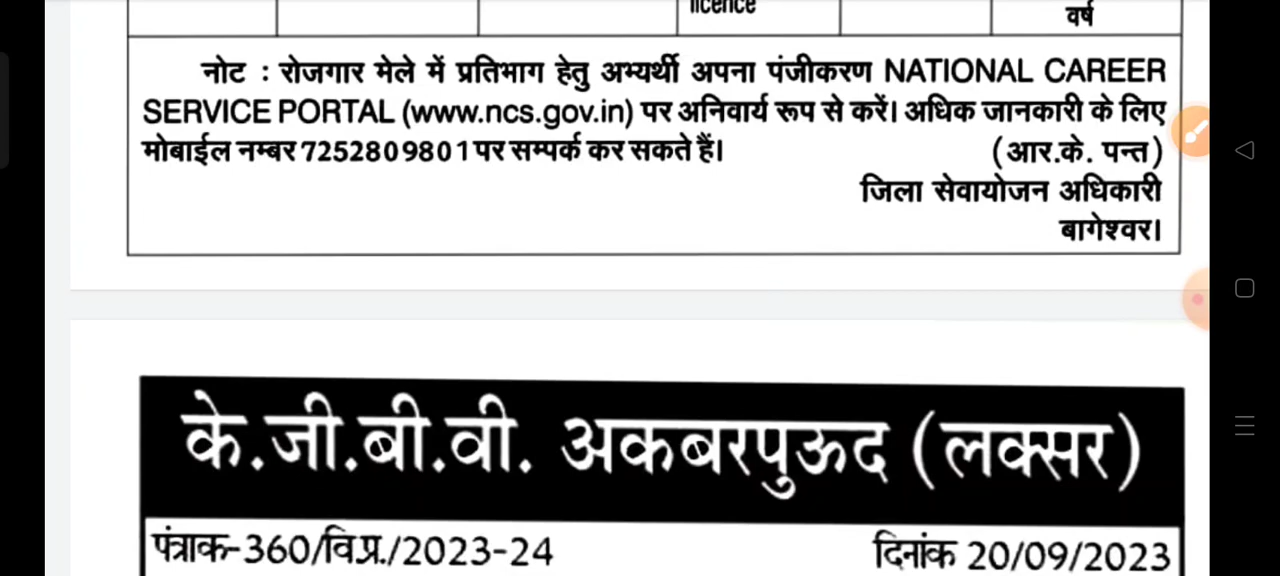 licence
वर्ष
नोट : रोजगार मेले में प्रतिभाग हेतु अभ्यर्थी अपना पंजीकरण NATIONAL CAREER
SERVICE PORTAL (www.ncs.gov.in) पर अनिवार्य रूप से करें। अधिक जानकारी के लिए
मोबाईल नम्बर 7252809801 पर सम्पर्क कर सकते हैं।
(आर.के. पन्त)
जिला सेवायोजन अधिकारी
बागेश्वर।
के.जी.बी.वी. अकबरपुऊद (लक्सर)
पंत्राक-360/वि.प्र./2023-24
दिनांक 20/09/2023